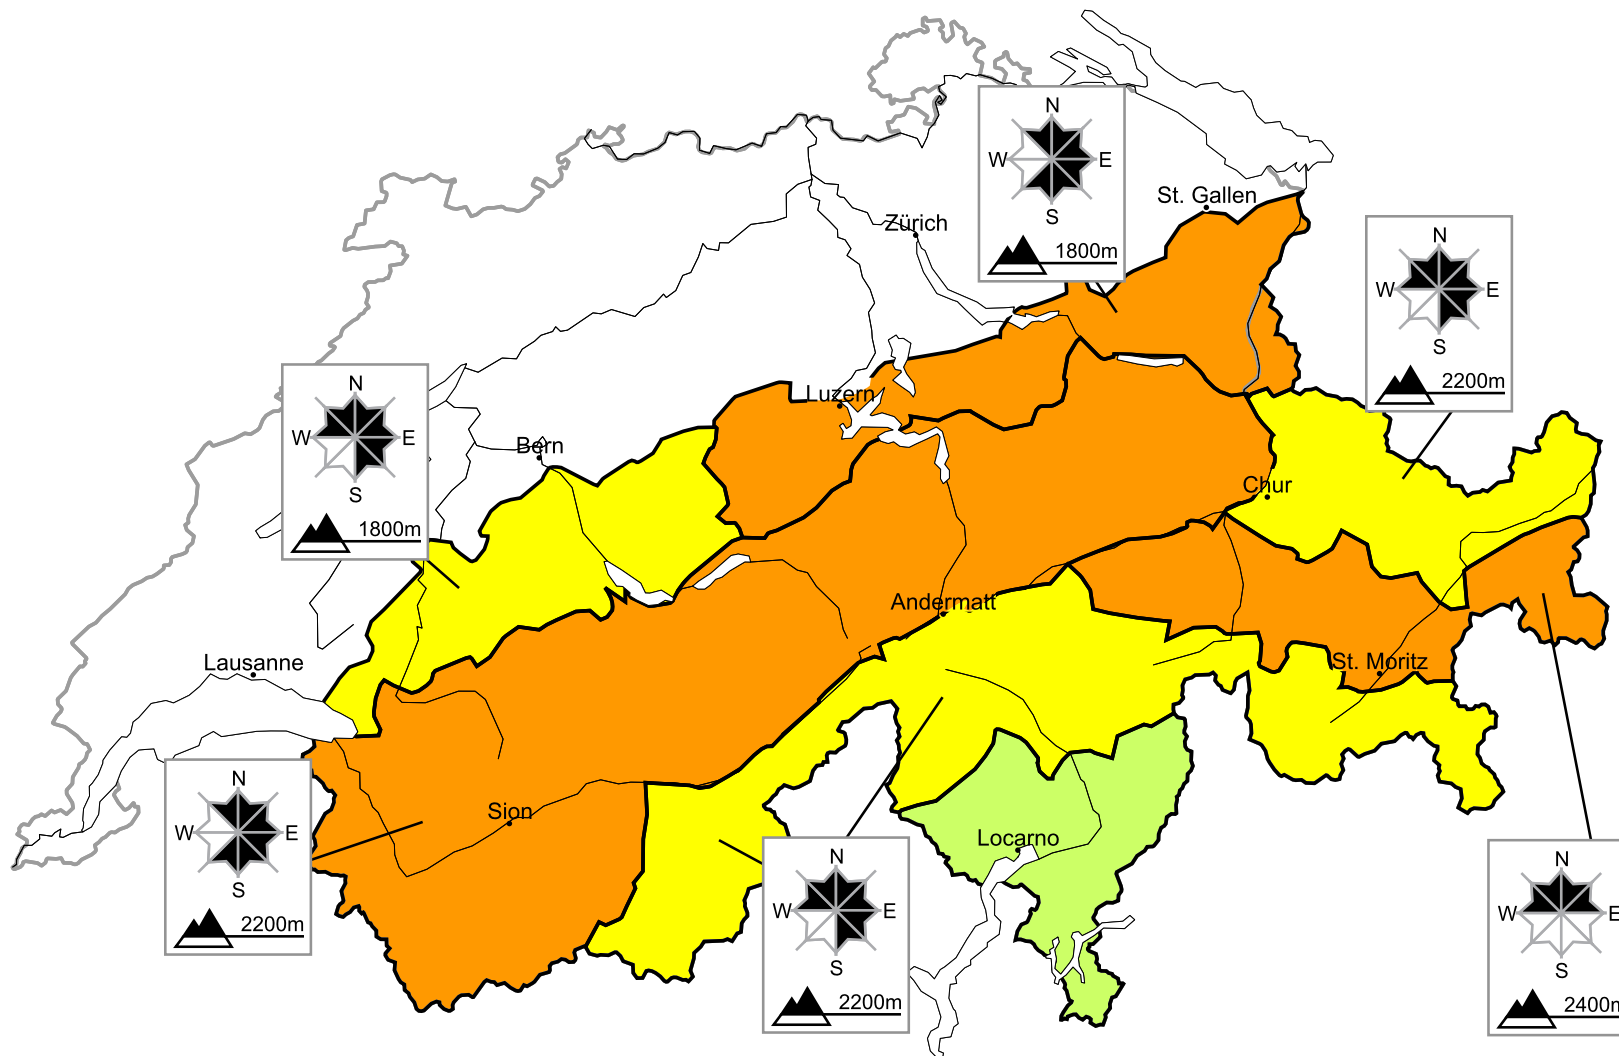 N
W E
S
1800m
St. Gallen
Zürich
N
W E
S
2200m
N
W E
S
1800m
Luzern
Bern
Chur
Andermatt
Lausanne
St. Moritz
N
W E
S
2200m
Sion
Locarno
N
W E
S
2200m
N
W E
S
2400m